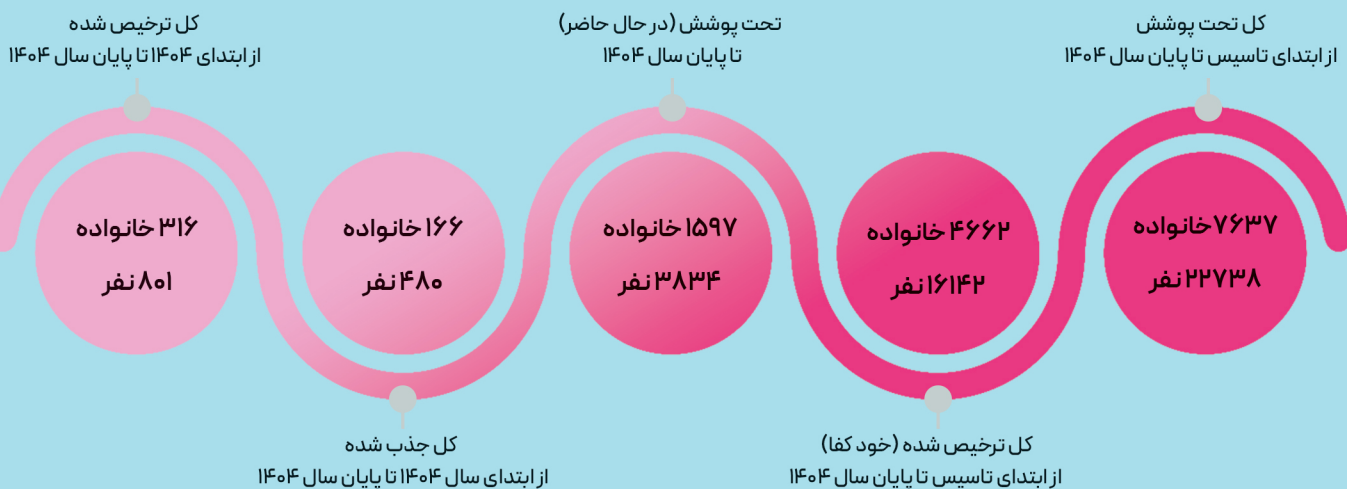 کل تحت پوشش
از ابتدای تاسیس تا پایان سال ۱۴۰۴
۷۶۳۷ خانواده
۲۲۷۳۸ نفر
۴۶۶۲ خانواده
۱۶۱۴۲ نفر
کل ترخیص شده (خود کفا)
از ابتدای تاسیس تا پایان سال ۱۴۰۴
تحت پوشش (در حال حاضر)
تا پایان سال ۱۴۰۴
۱۵۹۷ خانواده
۳۸۳۴ نفر
۱۶۶ خانواده
۴۸۰ نفر
کل جذب شده
از ابتدای سال ۱۴۰۴ تا پایان سال ۱۴۰۴
کل ترخیص شده
از ابتدای ۱۴۰۴ تا پایان سال ۱۴۰۴
۳۱۶ خانواده
۸۰۱ نفر